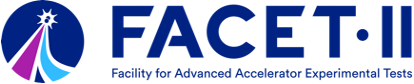 FACET·II
Facility for Advanced Accelerator Experimental Tests